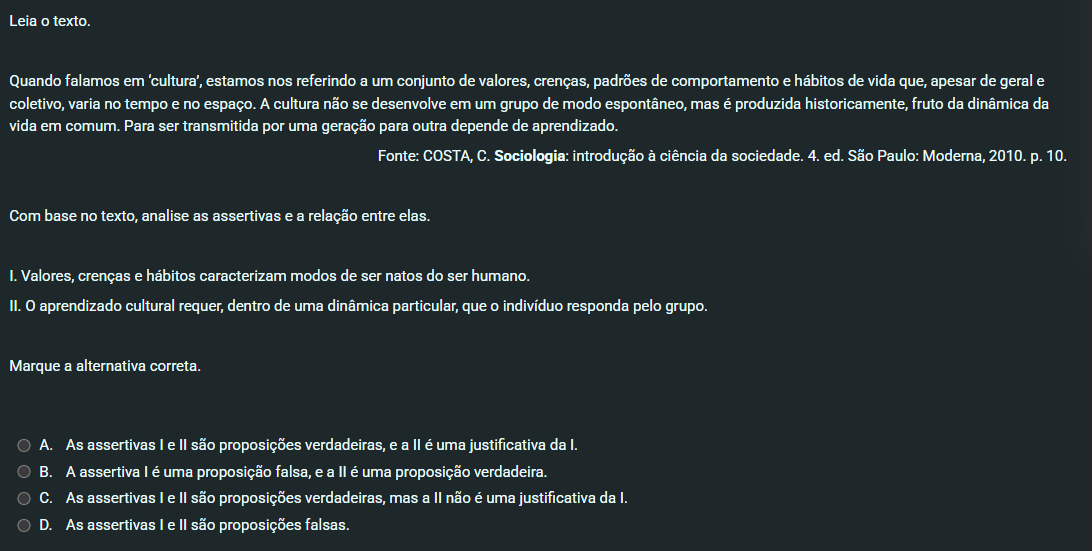 Leia o texto.
Quando falamos em ‘cultura’, estamos nos referindo a um conjunto de valores, crenças, padrões de comportamento e hábitos de vida que, apesar de geral e
coletivo, varia no tempo e no espaço. A cultura não se desenvolve em um grupo de modo espontâneo, mas é produzida historicamente, fruto da dinâmica da
vida em comum. Para ser transmitida por uma geração para outra depende de aprendizado.
Fonte: COSTA, C. Sociologia: introdução à ciência da sociedade. 4. ed. São Paulo: Moderna, 2010. p. 10.
Com base no texto, analise as assertivas e a relação entre elas.
I. Valores, crenças e hábitos caracterizam modos de ser natos do ser humano.
II. O aprendizado cultural requer, dentro de uma dinâmica particular, que o indivíduo responda pelo grupo.
Marque a alternativa correta.
A. As assertivas I e II são proposições verdadeiras, e a II é uma justificativa da I.
B. A assertiva I é uma proposição falsa, e a II é uma proposição verdadeira.
C. As assertivas I e II são proposições verdadeiras, mas a II não é uma justificativa da I.
D. As assertivas I e II são proposições falsas.